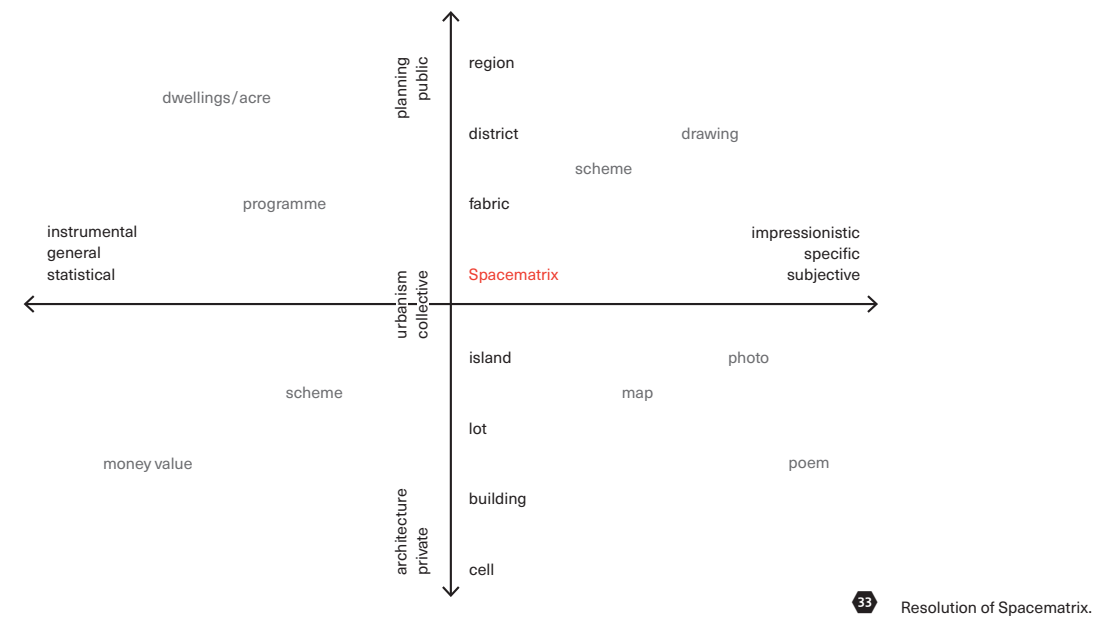 planning
public
region
dwellings/acre
district
drawing
scheme
programme
fabric
instrumental
general
statistical
impressionistic
specific
subjective
Spacematrix
urbanism
collective
island
photo
scheme
map
lot
money value
poem
building
architecture
private
cell
33
Resolution of Spacematrix.